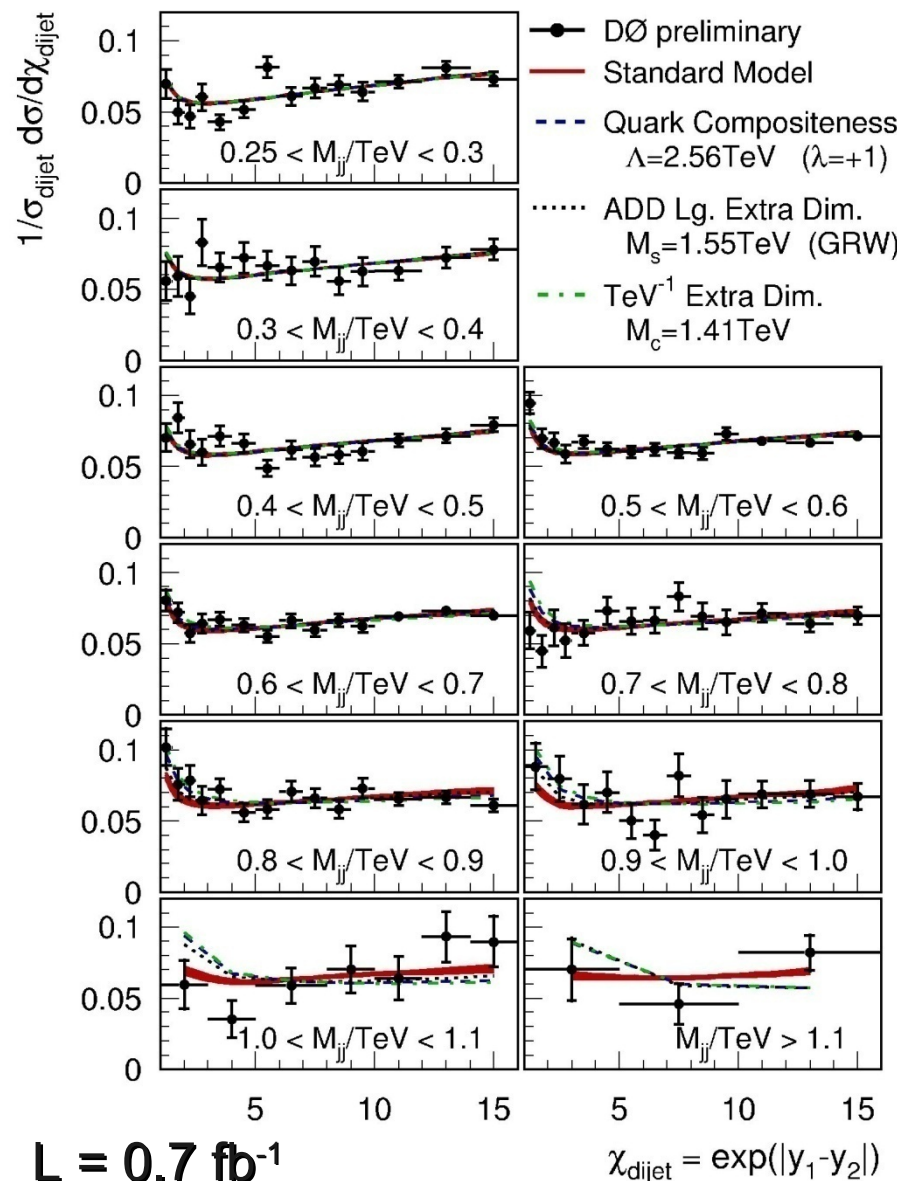 1/σ_dijet dσ/dχ_dijet
DØ preliminary
Standard Model
Quark Compositeness
Λ=2.56TeV (λ=+1)
ADD Lg. Extra Dim.
M_s=1.55TeV (GRW)
TeV⁻¹ Extra Dim.
M_c=1.41TeV
0.1
0.05
0
0.25 < M_jj/TeV < 0.3
0.1
0.05
0
0.3 < M_jj/TeV < 0.4
0.1
0.05
0
0.4 < M_jj/TeV < 0.5
0.5 < M_jj/TeV < 0.6
0.1
0.05
0
0.6 < M_jj/TeV < 0.7
0.7 < M_jj/TeV < 0.8
0.1
0.05
0
0.8 < M_jj/TeV < 0.9
0.9 < M_jj/TeV < 1.0
0.1
0.05
0
1.0 < M_jj/TeV < 1.1
M_jj/TeV > 1.1
5 10 15 5 10 15
L = 0.7 fb⁻¹
χ_dijet = exp(|y₁-y₂|)